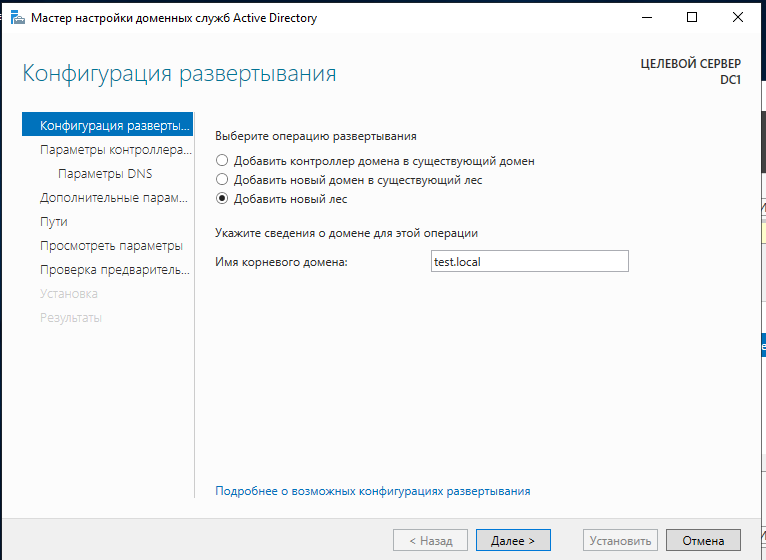 Мастер настройки доменных служб Active Directory
Конфигурация развертывания
ЦЕЛЕВОЙ СЕРВЕР
DC1
Конфигурация разверты...
Параметры контроллера...
Параметры DNS
Дополнительные парам...
Пути
Просмотреть параметры
Проверка предваритель...
Установка
Результаты
Выберите операцию развертывания
Добавить контроллер домена в существующий домен
Добавить новый домен в существующий лес
Добавить новый лес
Укажите сведения о домене для этой операции
Имя корневого домена: test.local
Подробнее о возможных конфигурациях развертывания
< Назад Далее > Установить Отмена